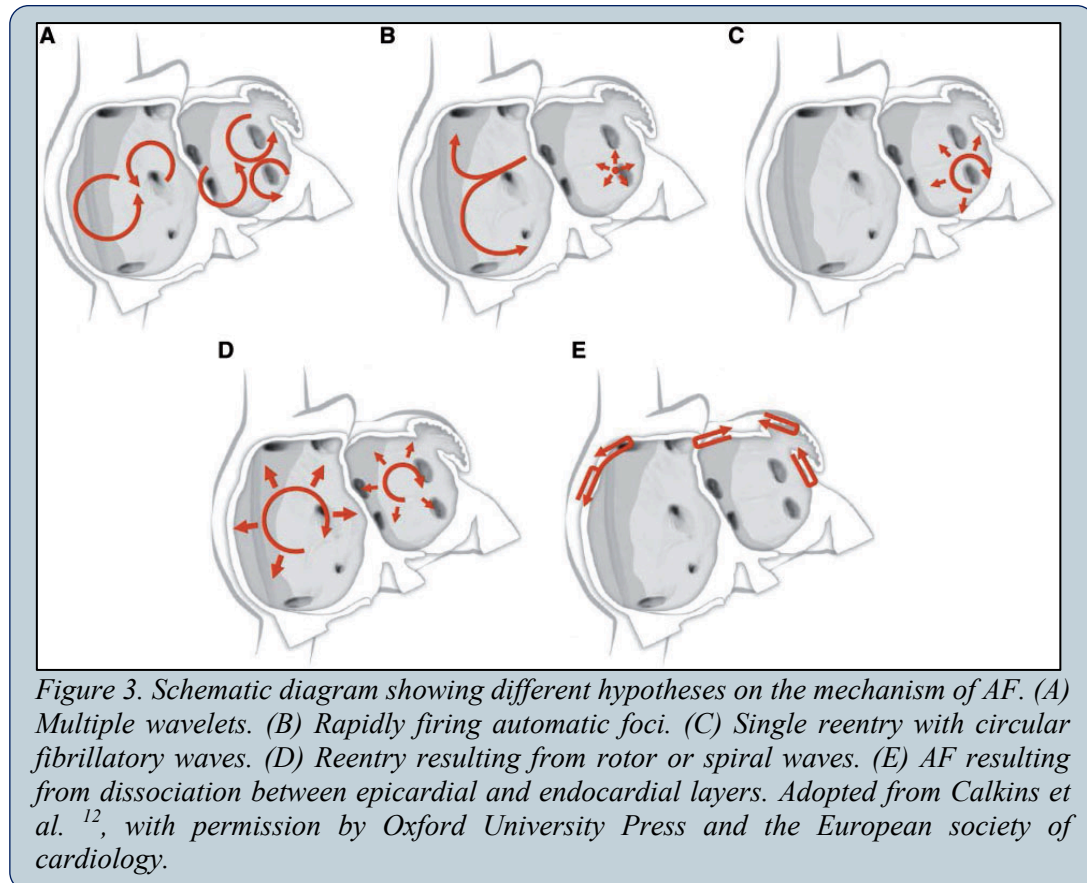 A B C
D E
Figure 3. Schematic diagram showing different hypotheses on the mechanism of AF. (A)
Multiple wavelets. (B) Rapidly firing automatic foci. (C) Single reentry with circular
fibrillatory waves. (D) Reentry resulting from rotor or spiral waves. (E) AF resulting
from dissociation between epicardial and endocardial layers. Adopted from Calkins et
al. 12, with permission by Oxford University Press and the European society of
cardiology.